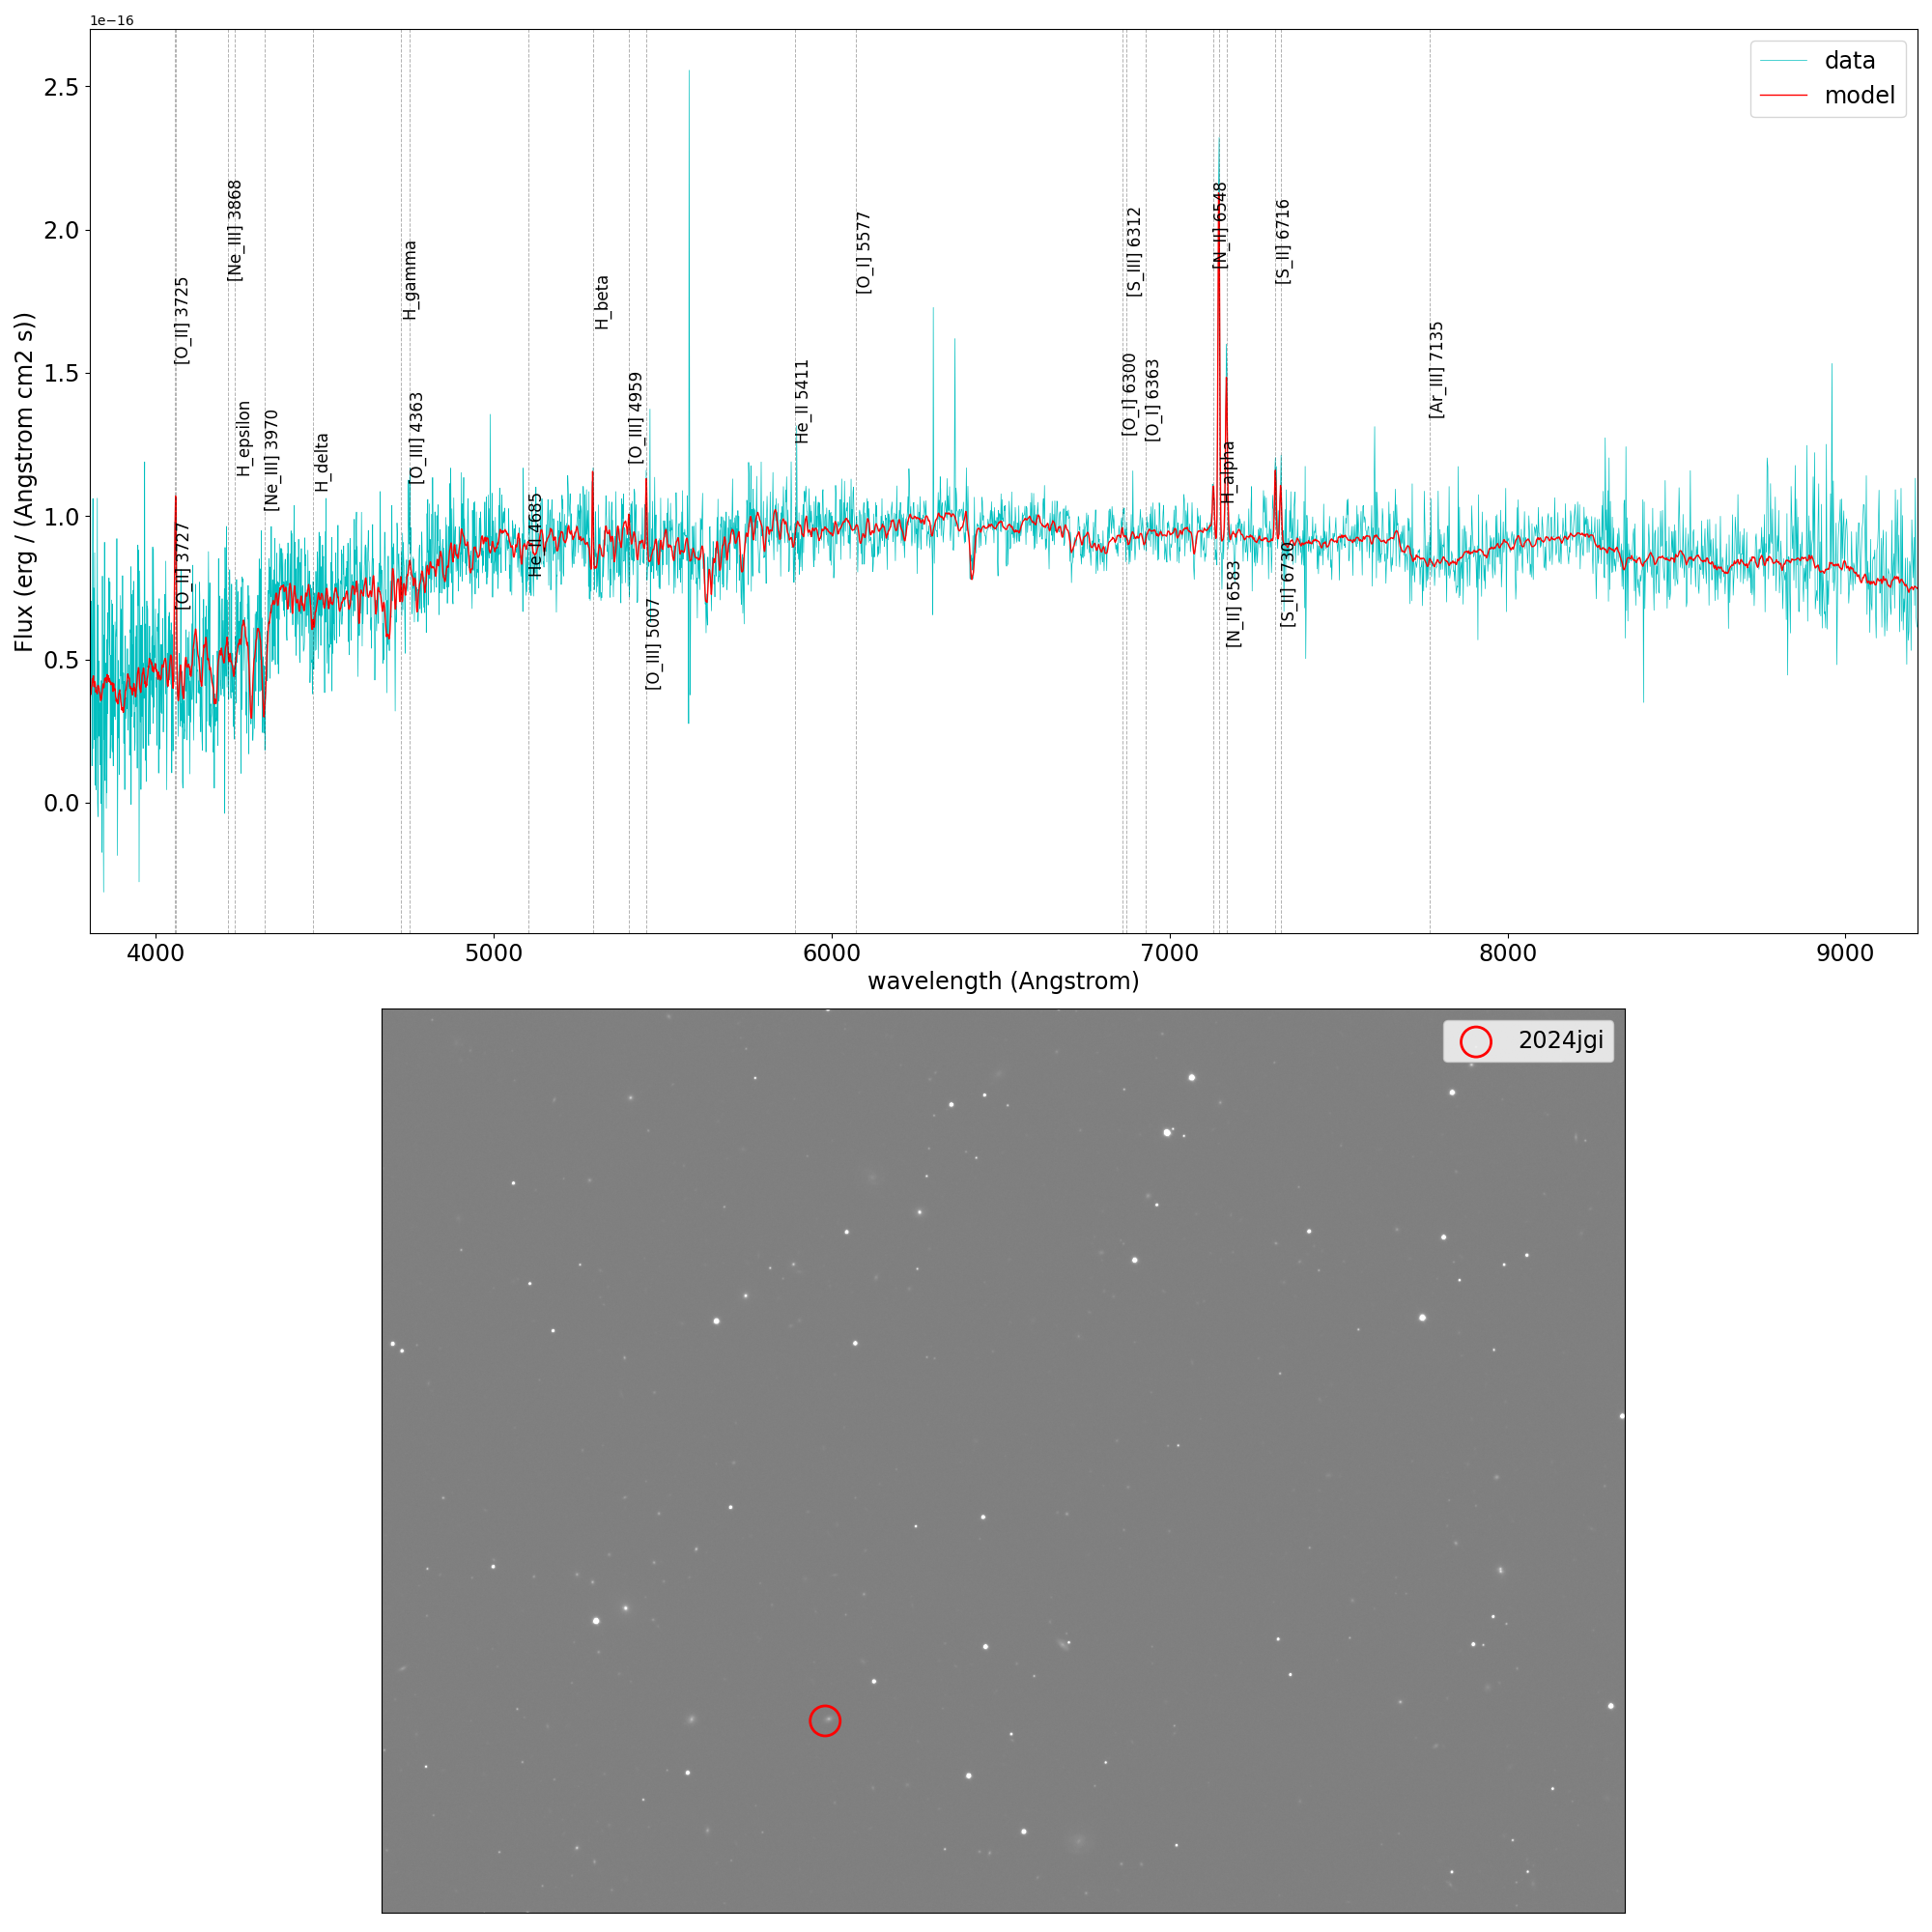 1e−16
data
model
2.5
2.0
1.5
1.0
0.5
0.0
Flux (erg / (Angstrom cm2 s))
[O_II] 3725
[O_II] 3727
[Ne_III] 3868
H_epsilon
[Ne_III] 3970
H_delta
H_gamma
[O_III] 4363
He_II 4685
H_beta
[O_III] 4959
[O_III] 5007
He_II 5411
[O_I] 5577
[O_I] 6300
[S_III] 6312
[O_I] 6363
[N_II] 6548
H_alpha
[N_II] 6583
[S_II] 6716
[S_II] 6730
[Ar_III] 7135
4000 5000 6000 7000 8000 9000
wavelength (Angstrom)
2024jgi